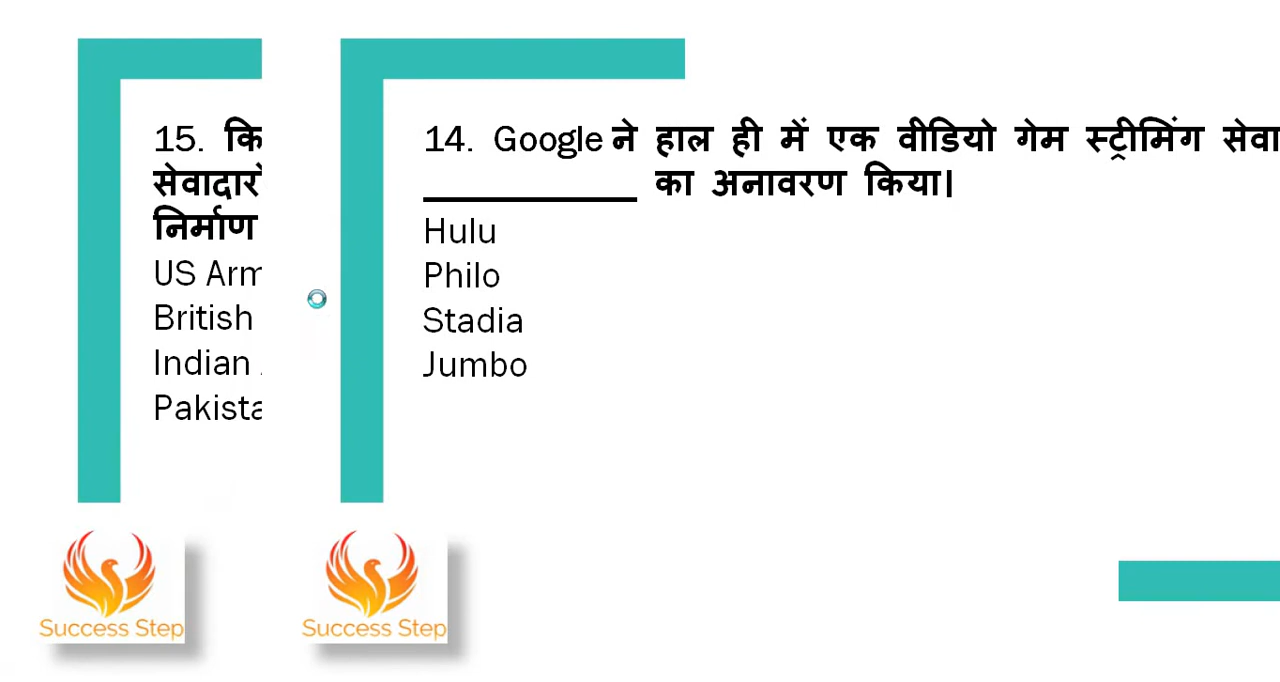 15. कि
सेवादारों
निर्माण
US Arm
British
Indian
Pakista
14. Google ने हाल ही में एक वीडियो गेम स्ट्रीमिंग सेवा
____________ का अनावरण किया।
Hulu
Philo
Stadia
Jumbo
Success Step
Success Step